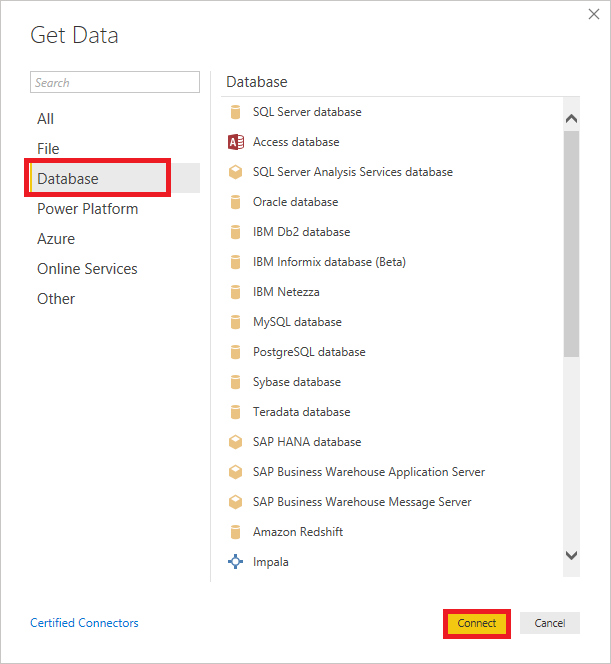 Get Data
Search
All
File
Database
Power Platform
Azure
Online Services
Other
Database
SQL Server database
Access database
SQL Server Analysis Services database
Oracle database
IBM Db2 database
IBM Informix database (Beta)
IBM Netezza
MySQL database
PostgreSQL database
Sybase database
Teradata database
SAP HANA database
SAP Business Warehouse Application Server
SAP Business Warehouse Message Server
Amazon Redshift
Impala
Certified Connectors
Connect
Cancel